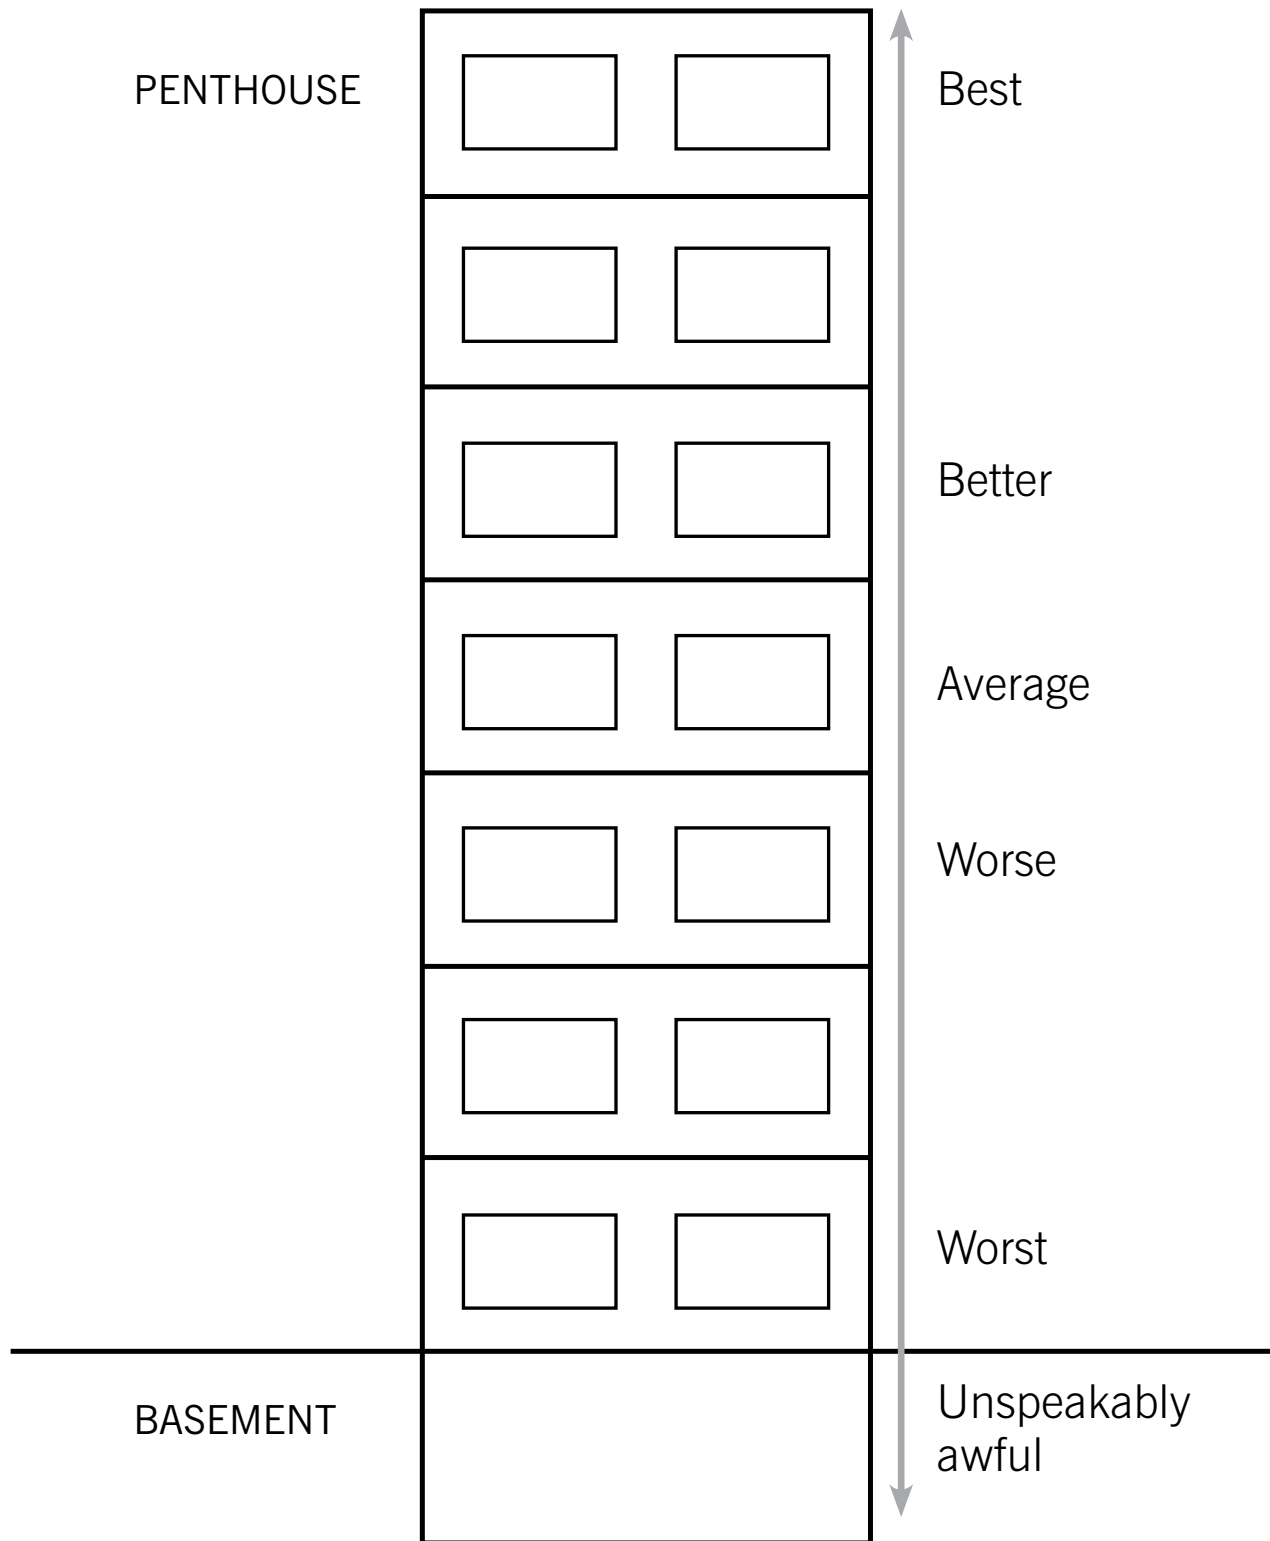 PENTHOUSE
Best
Better
Average
Worse
Worst
BASEMENT
Unspeakably
awful